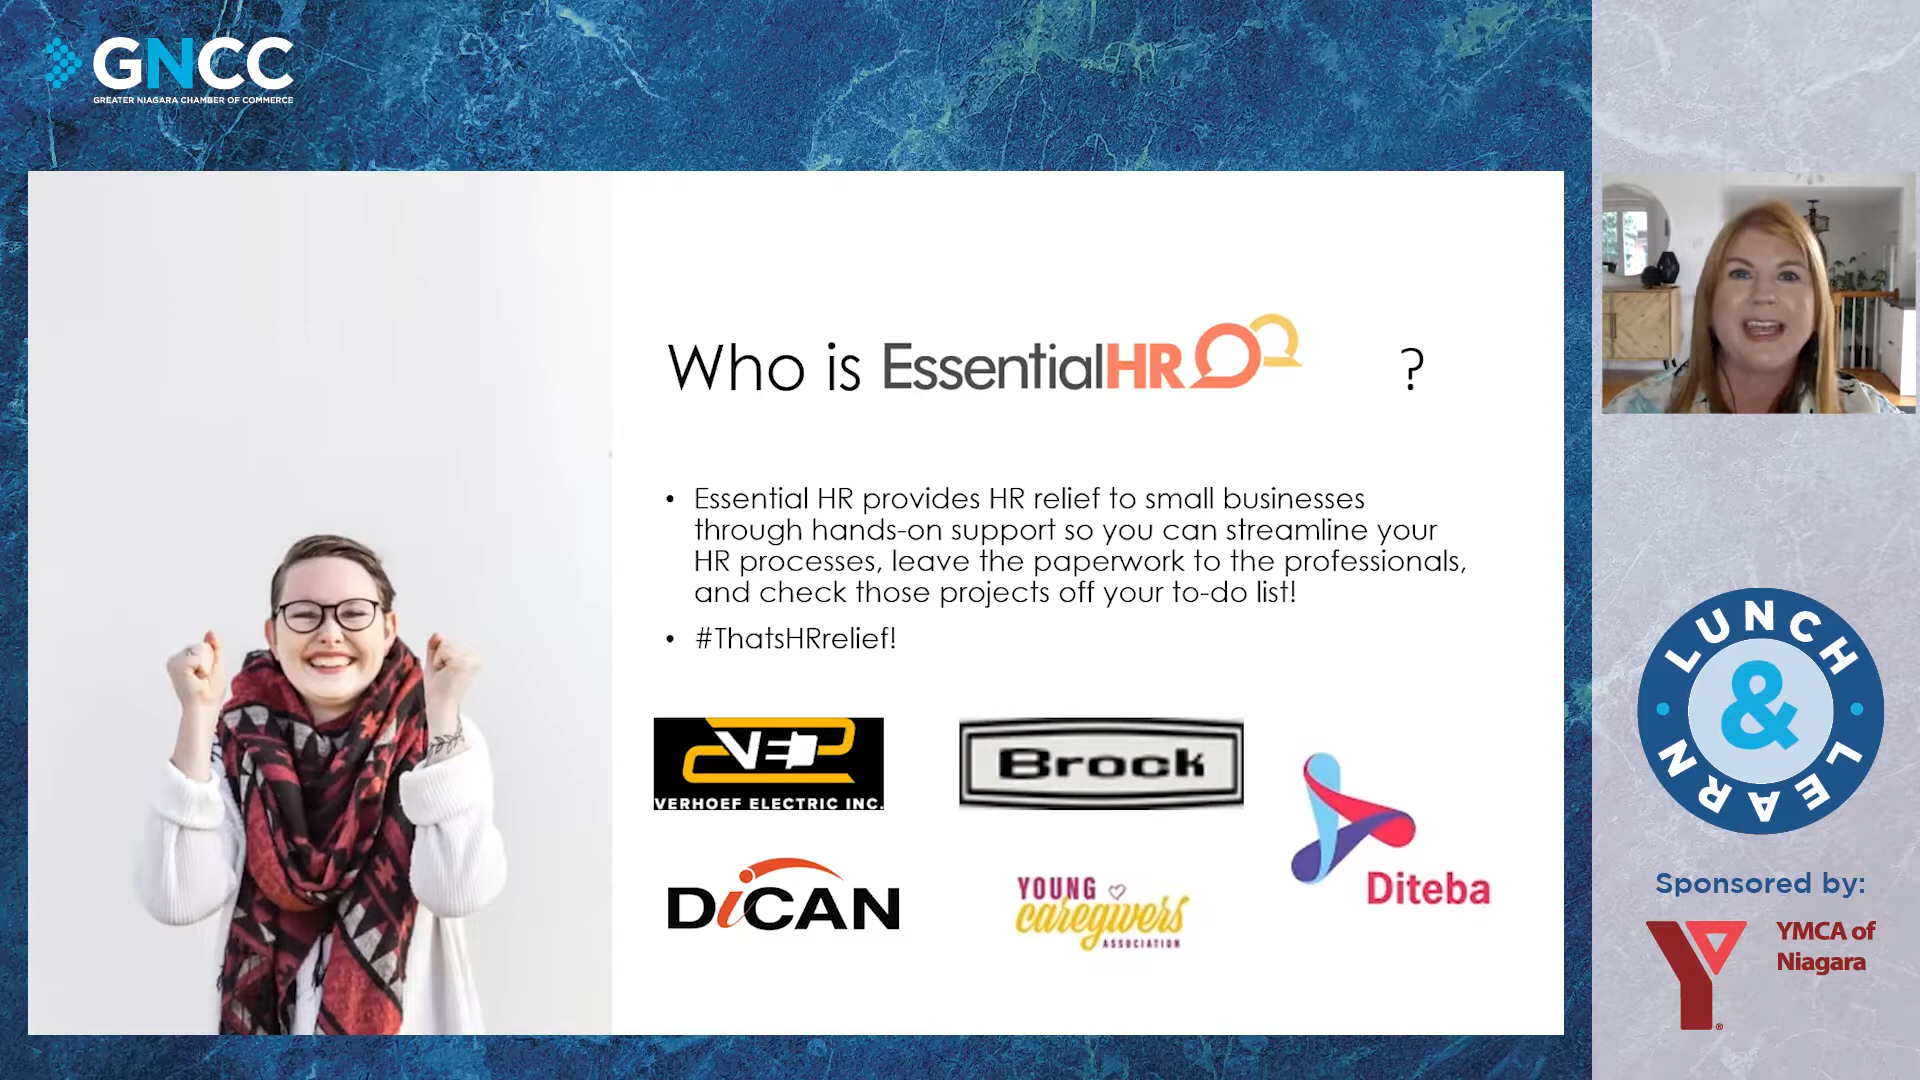 GNCC
GREATER NIAGARA CHAMBER OF COMMERCE
Who is EssentialHR ?
• Essential HR provides HR relief to small businesses
through hands-on support so you can streamline your
HR processes, leave the paperwork to the professionals,
and check those projects off your to-do list!
• #ThatsHRrelief!
VEI
VERHOEF ELECTRIC INC.
Brock
Diteba
DiCAN
YOUNG
caregivers
ASSOCIATION
LUNCH
&
LEARN
Sponsored by:
Y
YMCA of
Niagara